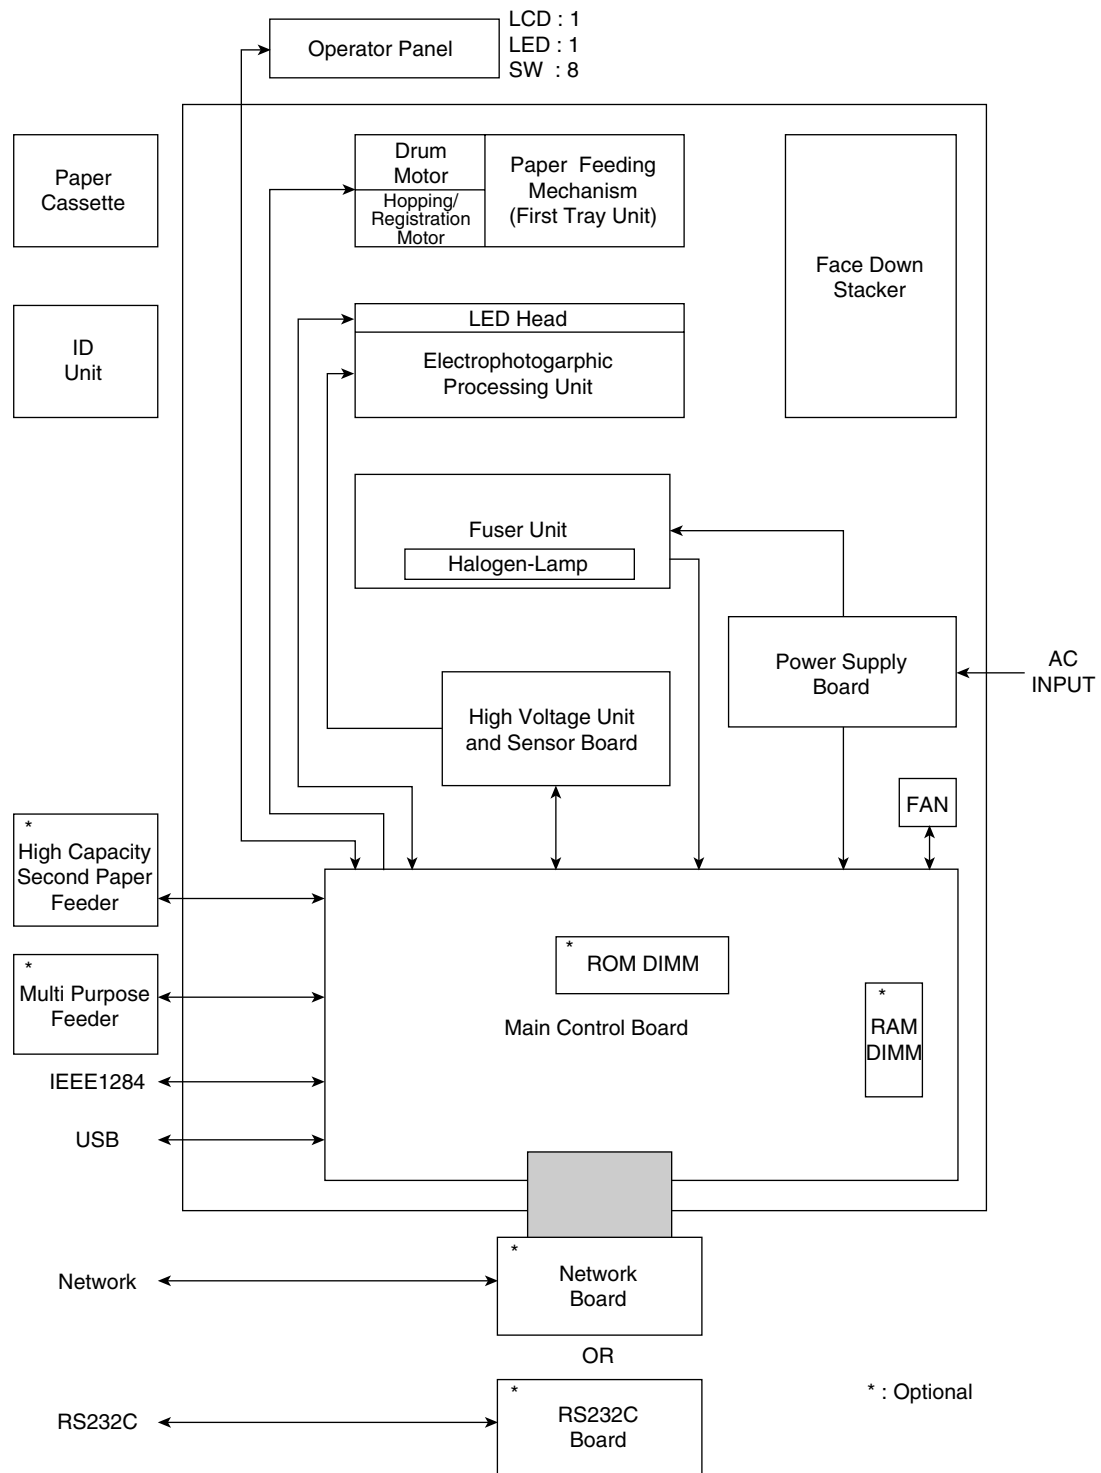 LCD : 1
Operator Panel
LED : 1
SW : 8
Paper
Cassette
Drum
Motor
Hopping/
Registration
Motor
Paper Feeding
Mechanism
(First Tray Unit)
Face Down
Stacker
ID
Unit
LED Head
Electrophotogarphic
Processing Unit
Fuser Unit
Halogen-Lamp
Power Supply
Board
AC
INPUT
High Voltage Unit
and Sensor Board
FAN
*
High Capacity
Second Paper
Feeder
*
ROM DIMM
*
Multi Purpose
Feeder
Main Control Board
*
RAM
DIMM
IEEE1284
USB
*
Network
Board
Network
OR
* : Optional
*
RS232C
Board
RS232C